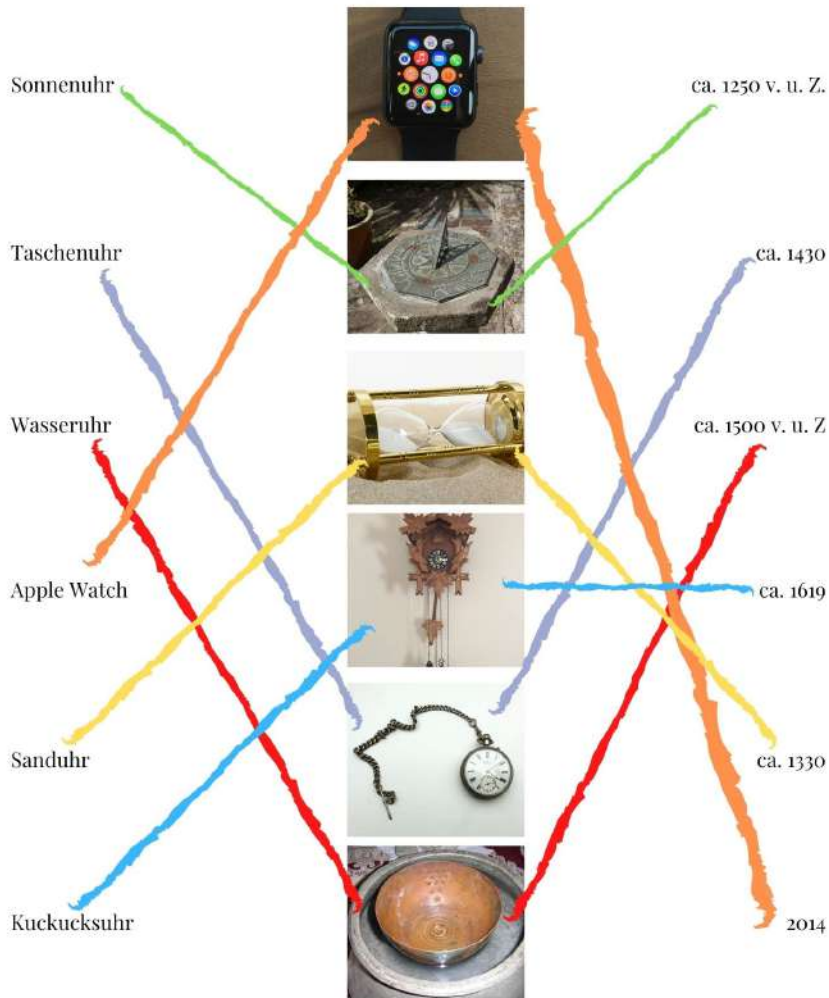 Sonnenuhr
ca. 1250 v. u. Z.
Taschenuhr
ca. 1430
Wasseruhr
ca. 1500 v. u. Z
Apple Watch
ca. 1619
Sanduhr
ca. 1330
Kuckucksuhr
2014